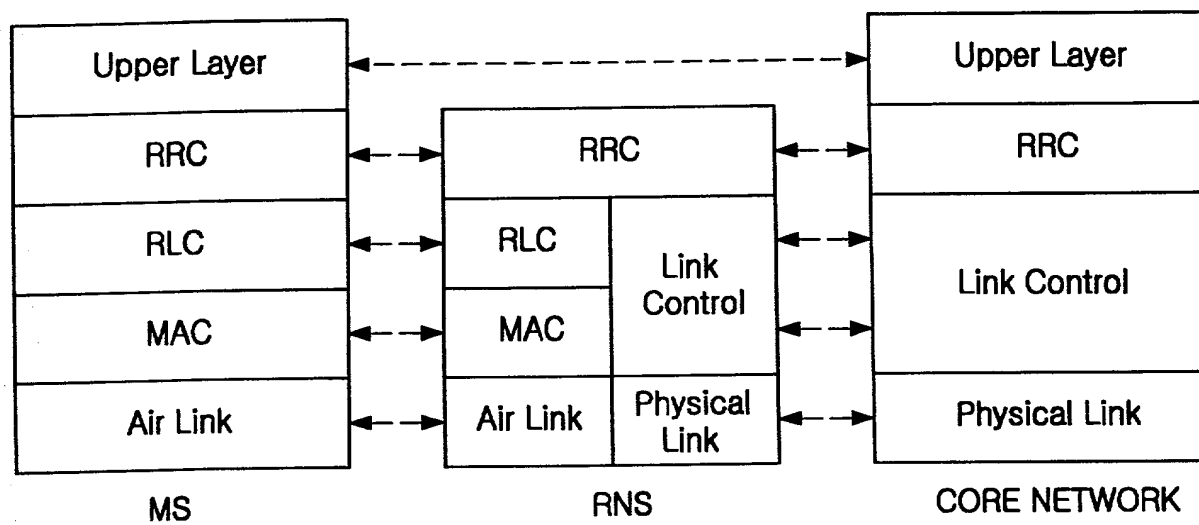 Upper Layer
RRC
RLC
MAC
Air Link
MS
RRC
RLC
MAC
Link
Control
Air Link
Physical
Link
RNS
Upper Layer
RRC
Link Control
Physical Link
CORE NETWORK